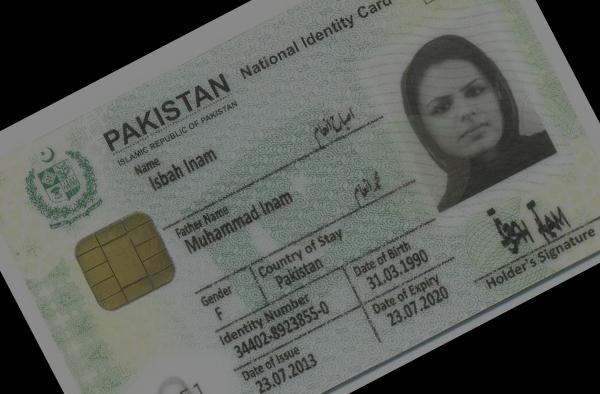 PAKISTAN National Identity Card
ISLAMIC REPUBLIC OF PAKISTAN
Name
Isbah Inam
Father Name
Muhammad Inam
محمد انعام
Gender
F
Country of Stay
Pakistan
Identity Number
34402-8923855-0
Date of Birth
31.03.1990
Date of Issue
23.07.2013
Date of Expiry
23.07.2020
Holder's Signature